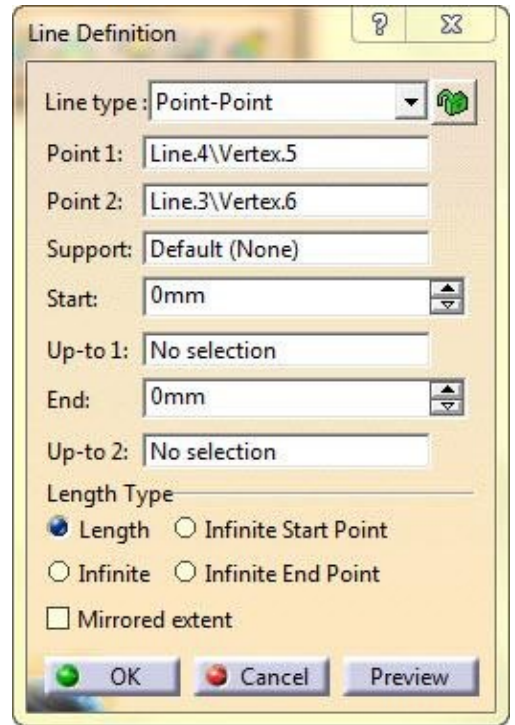 Line Definition
Line type : Point-Point
Point 1: Line.4\Vertex.5
Point 2: Line.3\Vertex.6
Support: Default (None)
Start: 0mm
Up-to 1: No selection
End: 0mm
Up-to 2: No selection
Length Type
Length Infinite Start Point
Infinite Infinite End Point
Mirrored extent
OK Cancel Preview